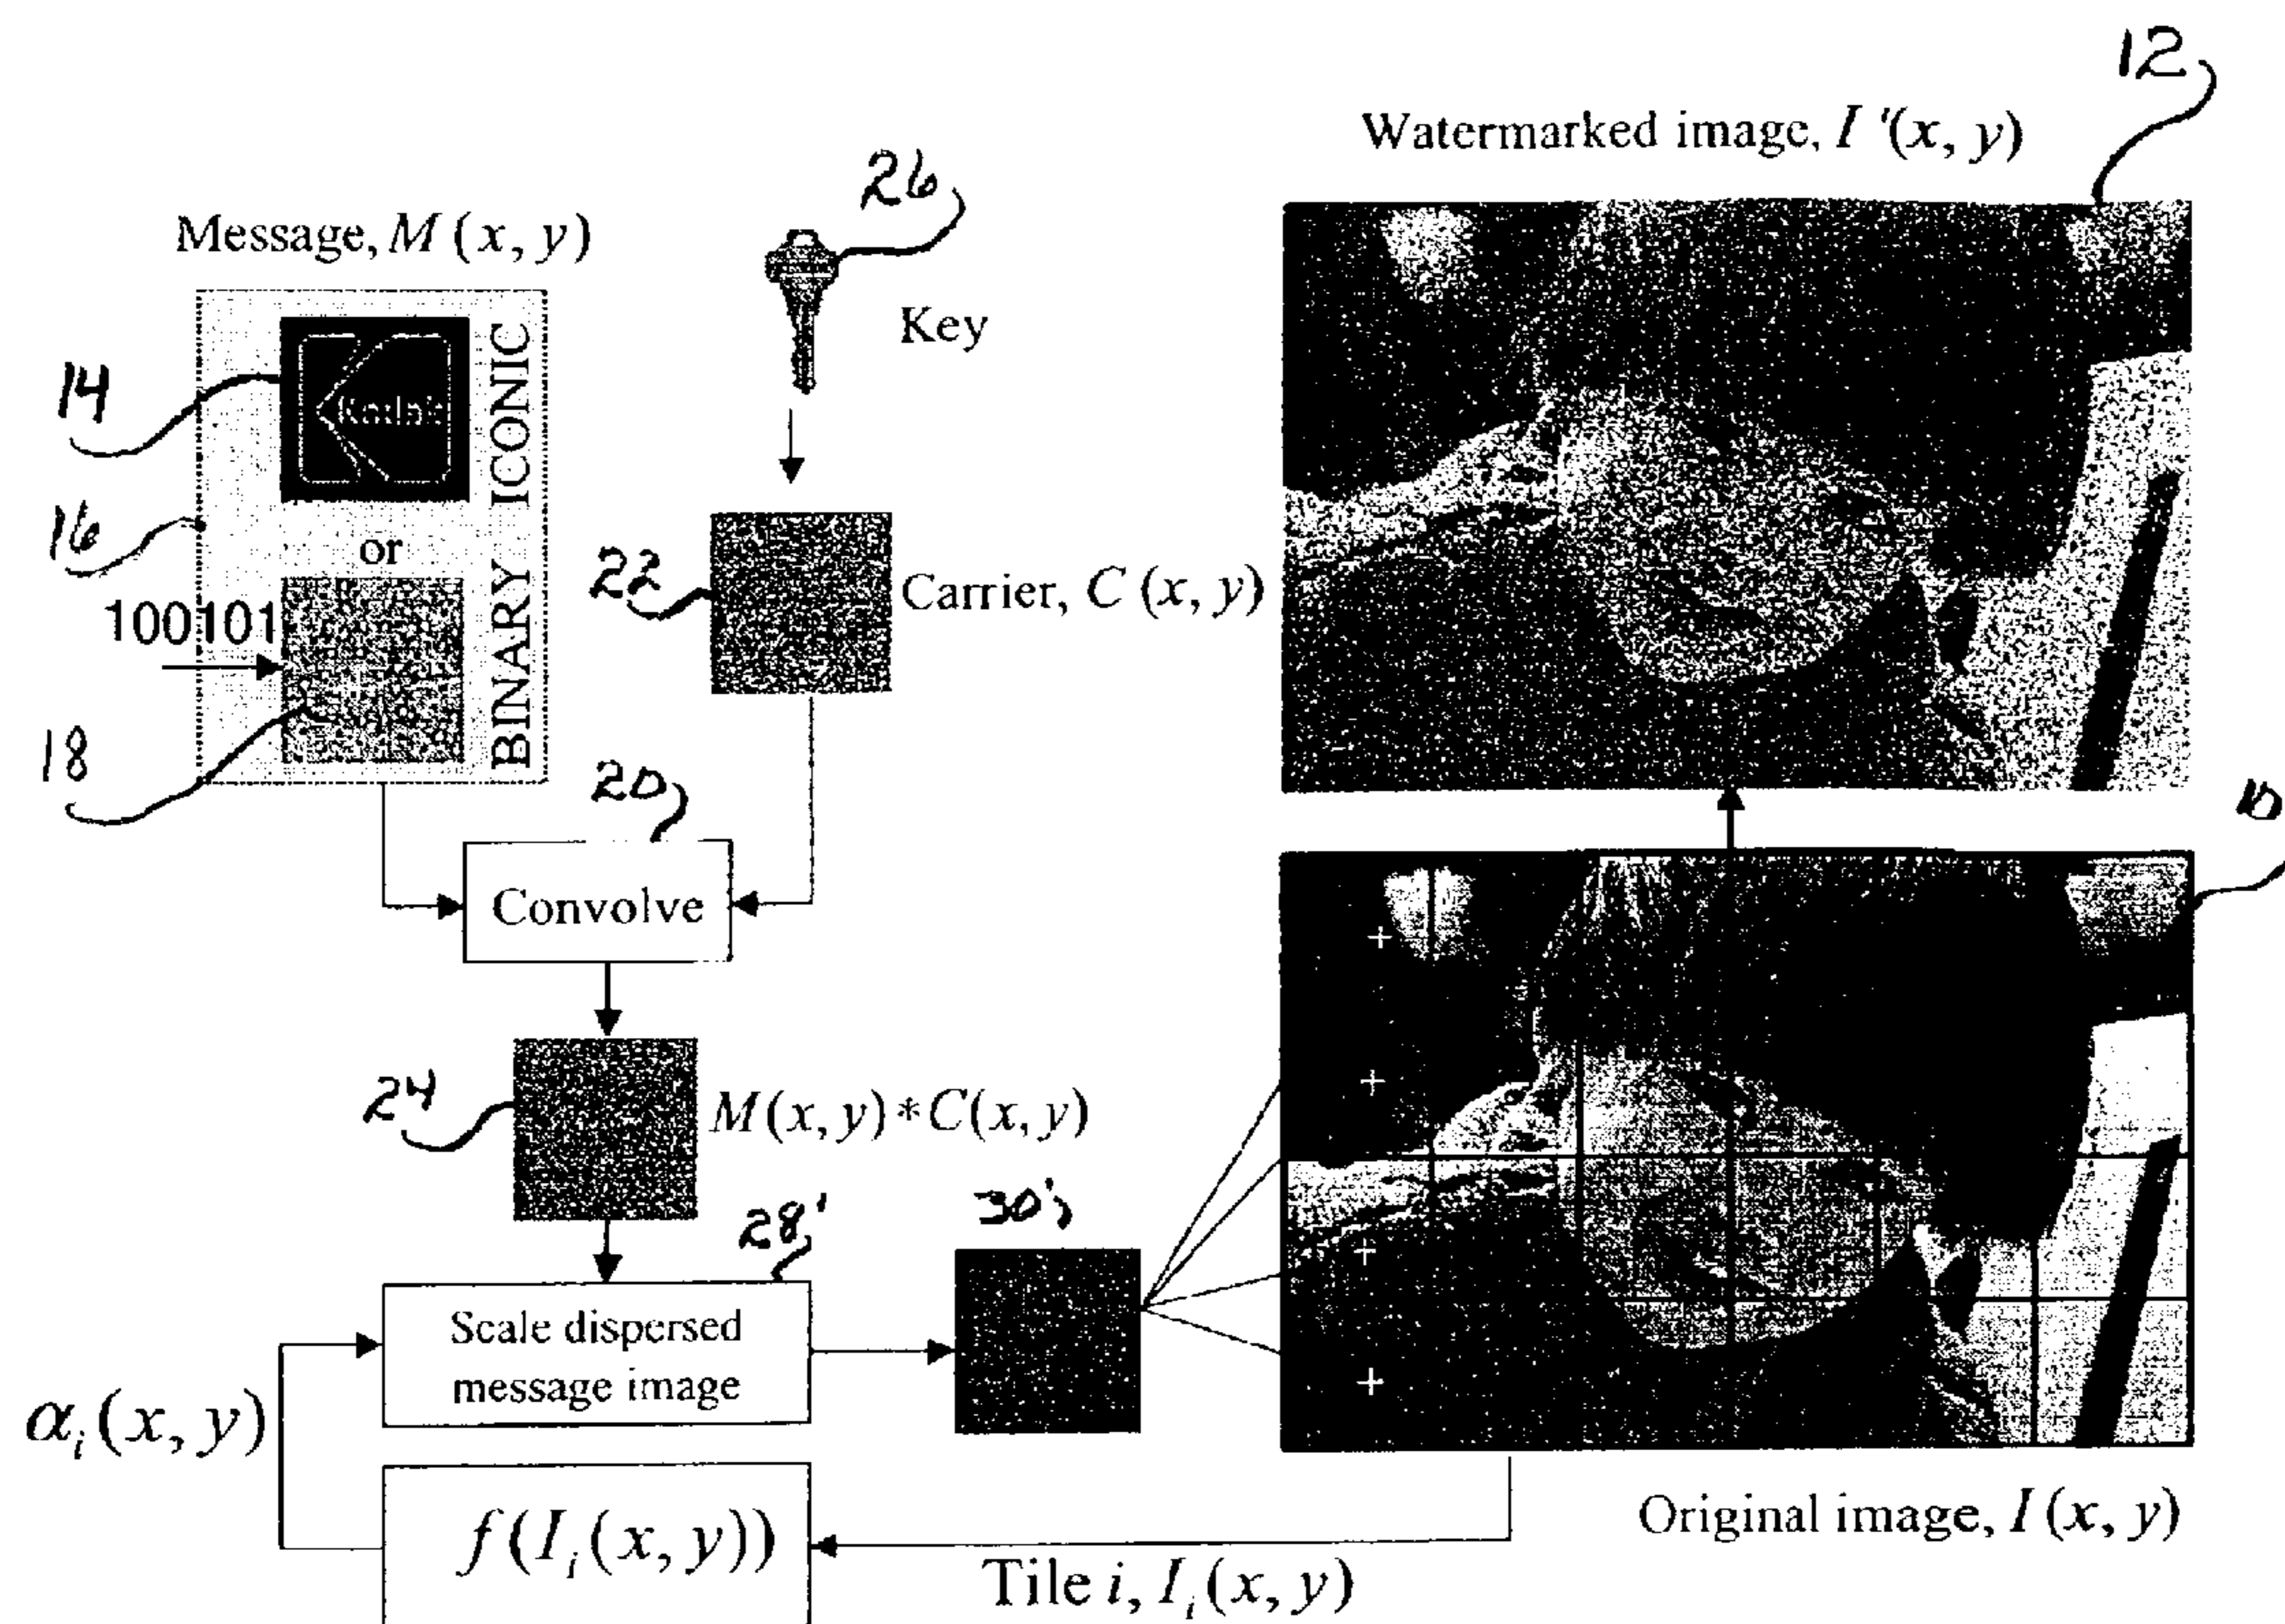 12
Watermarked image, I '(x, y)
26
Message, M (x, y)
Key
14
Kodak
ICONIC
16
or
22
Carrier, C (x, y)
100101
BINARY
18
20
10
Convolve
24
M(x, y) * C(x, y)
28'
30'
Scale dispersed
message image
α_i (x, y)
Original image, I (x, y)
f(I_i (x, y))
Tile i, I_i (x, y)